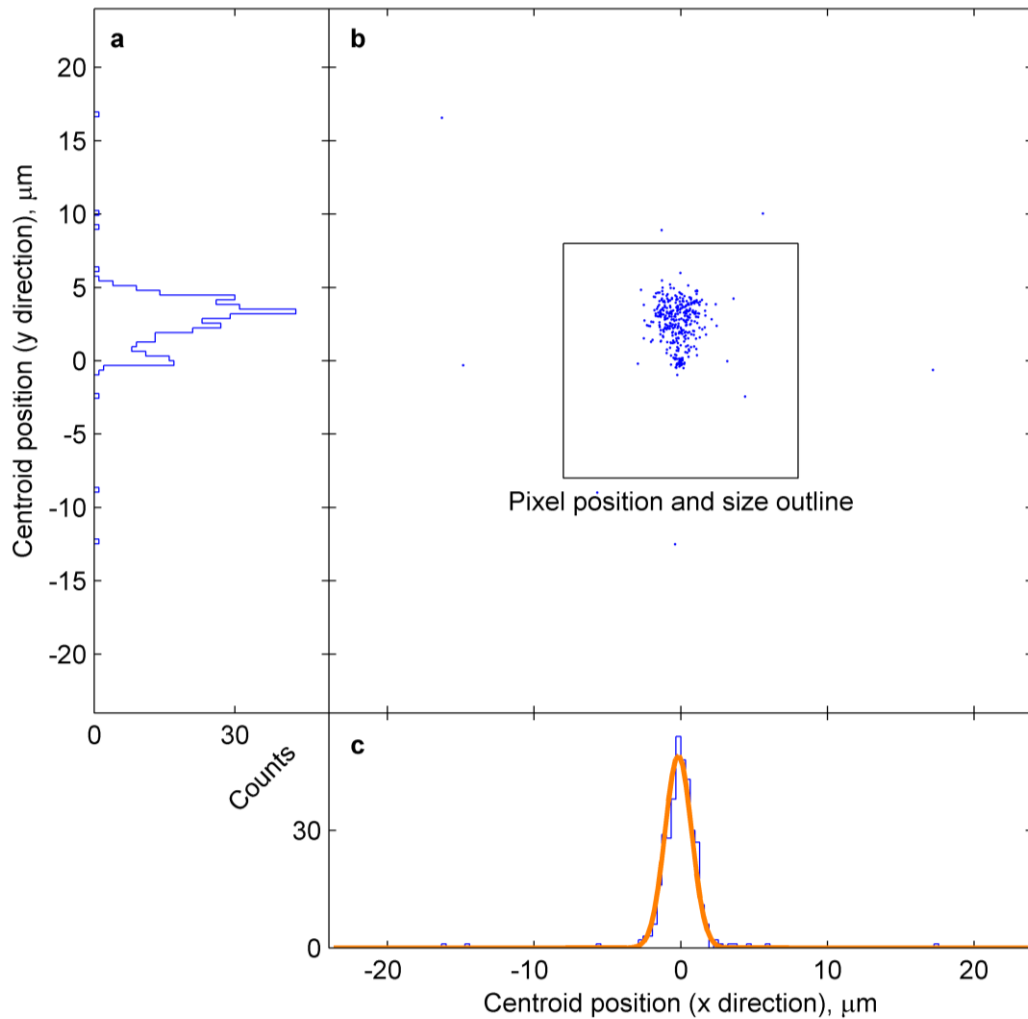 a
b
20
15
10
5
0
-5
-10
-15
-20
Centroid position (y direction), μm
Pixel position and size outline
0
30
Counts
c
30
0
-20
-10
0
10
20
Centroid position (x direction), μm